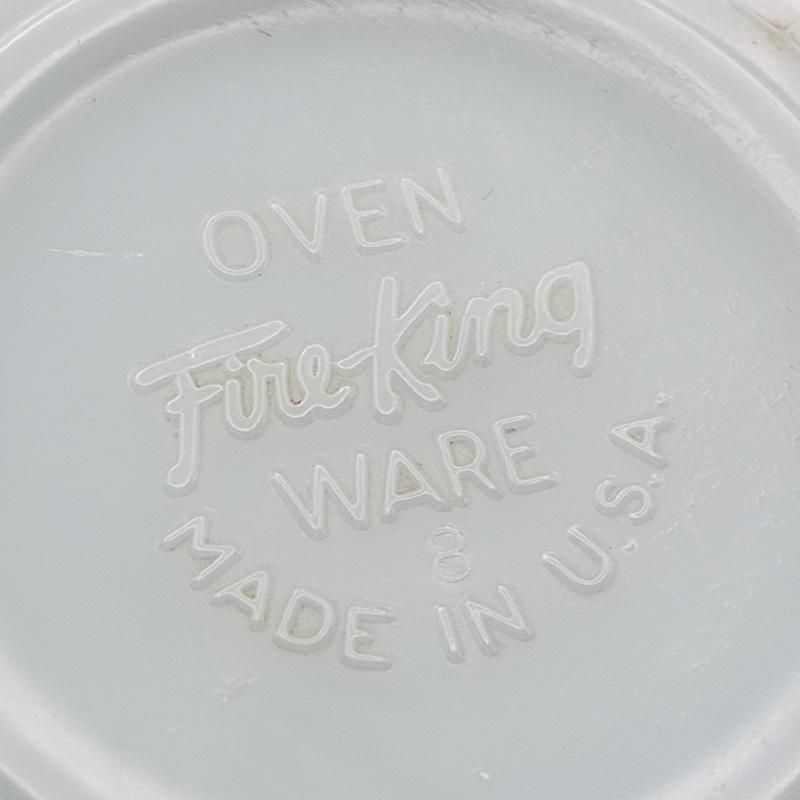 OVEN
Fire-King
WARE
8
MADE IN U.S.A.